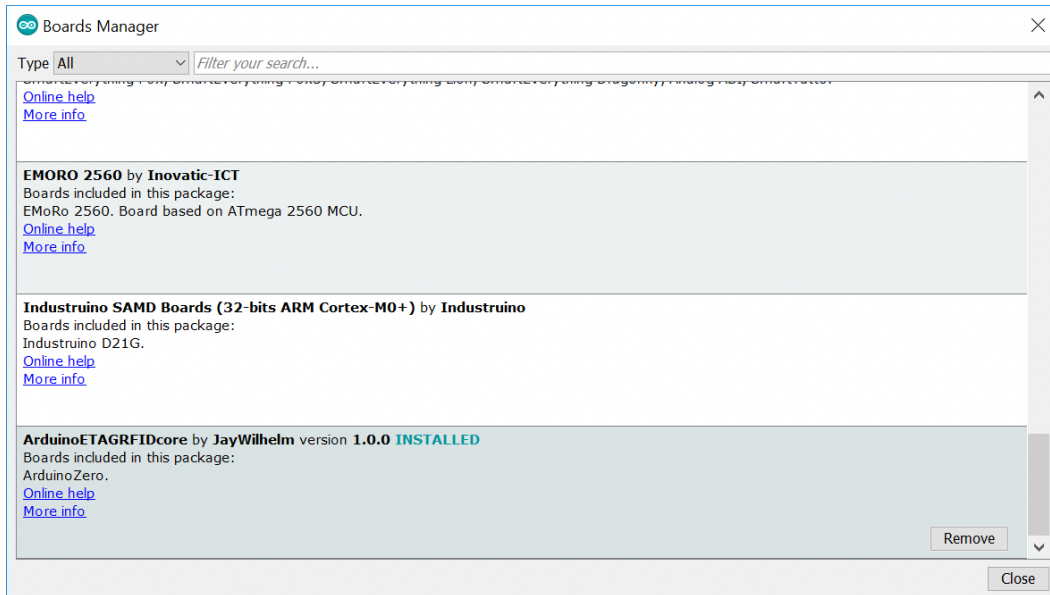 Boards Manager
Type All Filter your search...
Online help
More info
EMORO 2560 by Inovatic-ICT
Boards included in this package:
EMoRo 2560. Board based on ATmega 2560 MCU.
Online help
More info
Industruino SAMD Boards (32-bits ARM Cortex-M0+) by Industruino
Boards included in this package:
Industruino D21G.
Online help
More info
ArduinoETAGRFIDcore by JayWilhelm version 1.0.0 INSTALLED
Boards included in this package:
ArduinoZero.
Online help
More info
Remove
Close